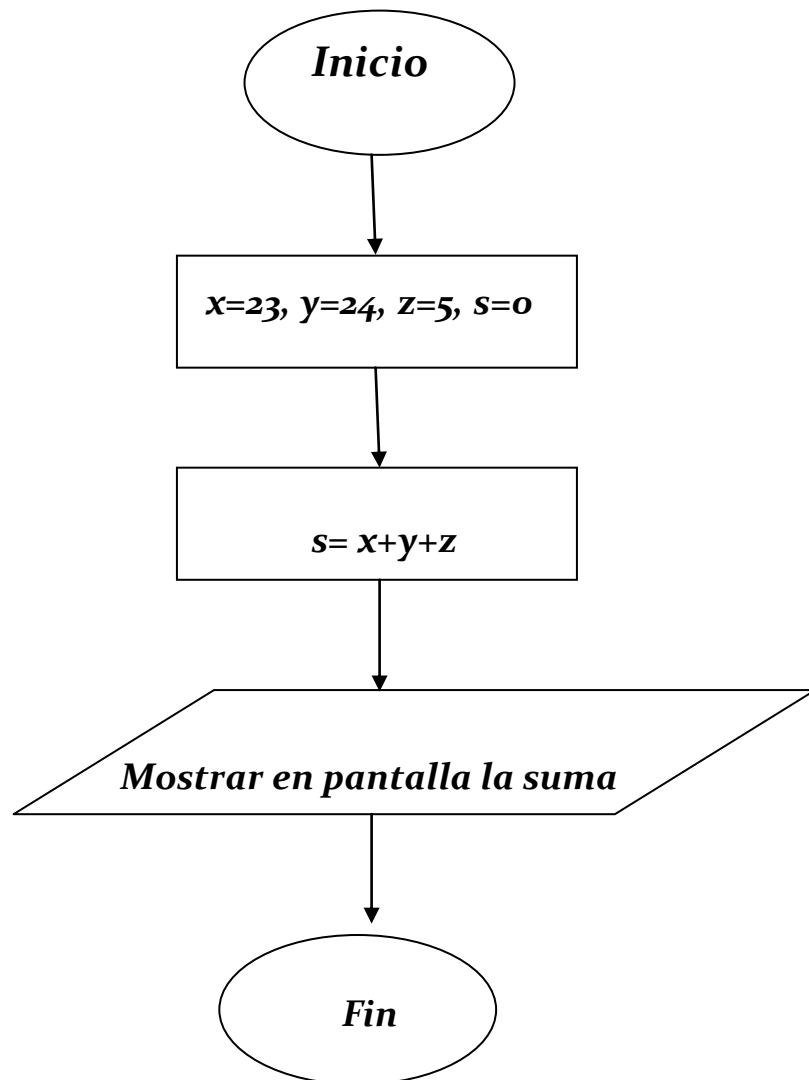 Inicio
x=23, y=24, z=5, s=0
s= x+y+z
Mostrar en pantalla la suma
Fin